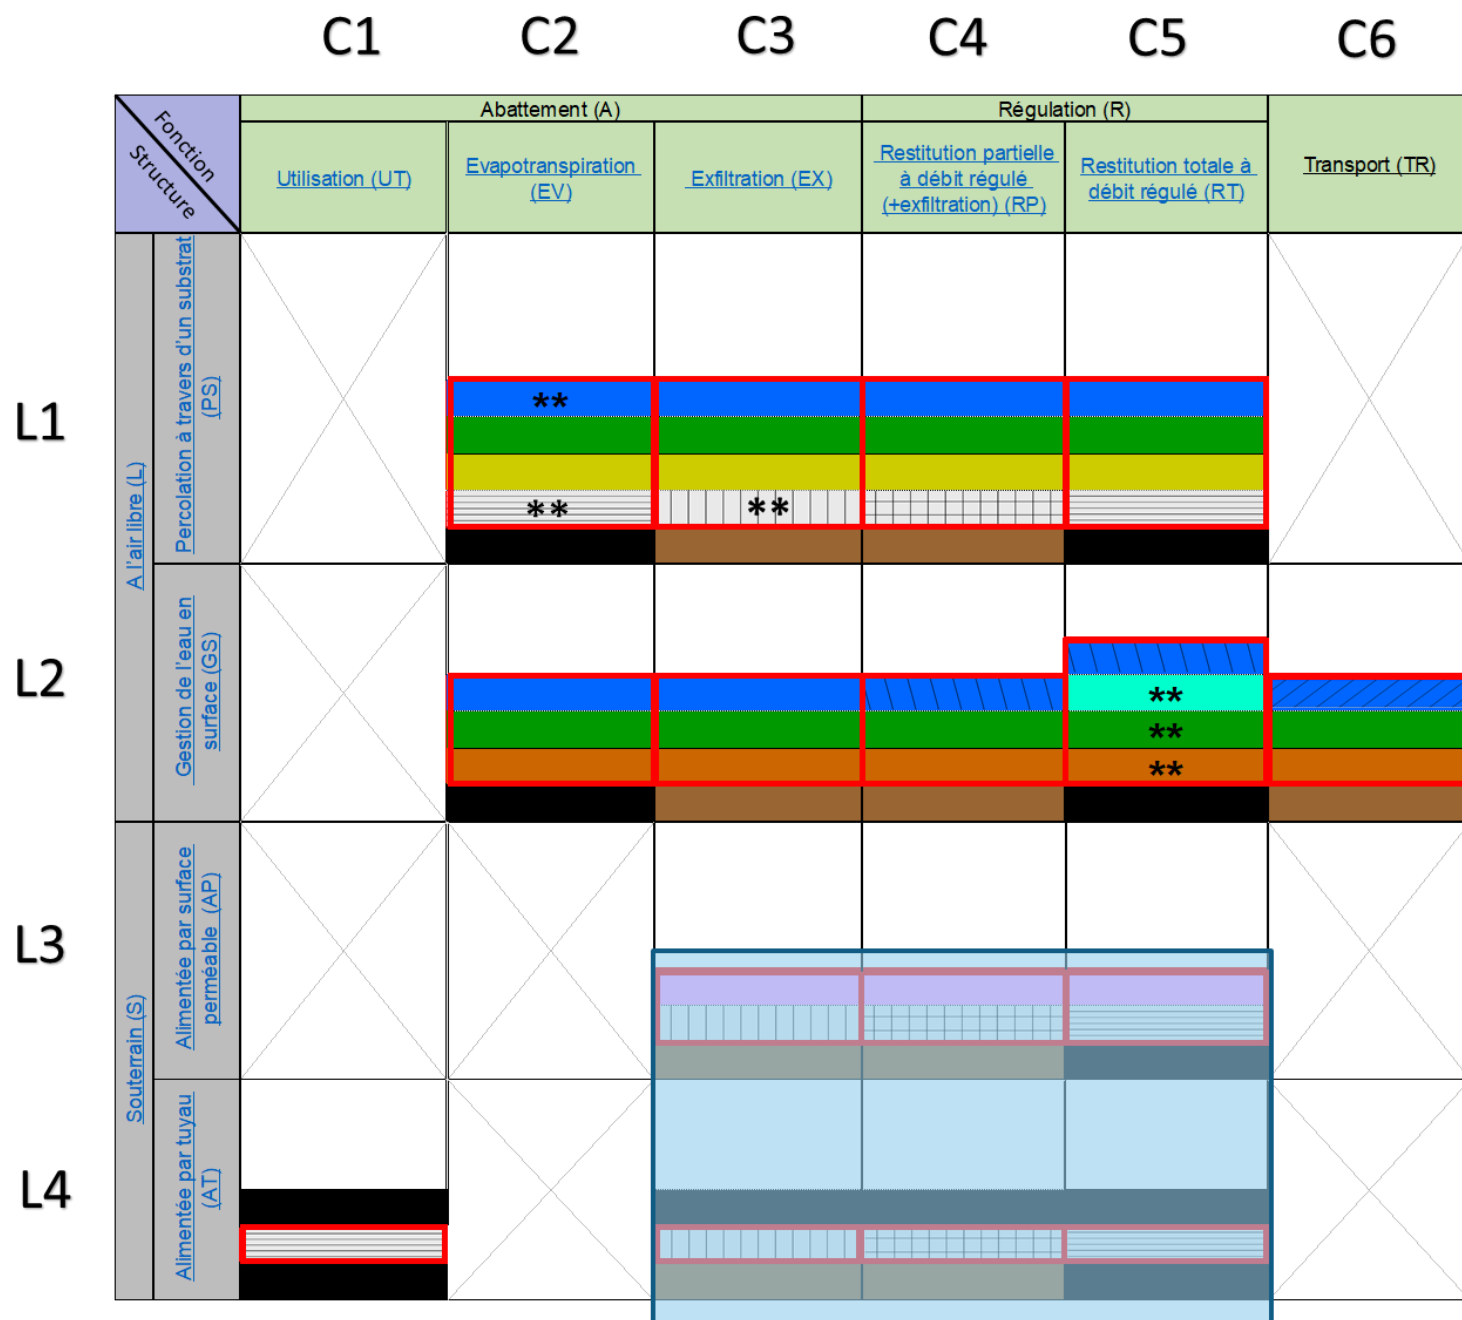 C1 C2 C3 C4 C5 C6
Fonction
Structure
Abattement (A)
Régulation (R)
Utilisation (UT)
Evapotranspiration
(EV)
Exfiltration (EX)
Restitution partielle
à débit régulé
(+exfiltration) (RP)
Restitution totale à
débit régulé (RT)
Transport (TR)
L1
A l'air libre (L)
Percolation à travers d'un substrat
(PS)
**
**
**
L2
Gestion de l'eau en
surface (GS)
**
**
**
L3
Souterrain (S)
Alimentée par surface
perméable (AP)
L4
Alimentée par tuyau
(AT)